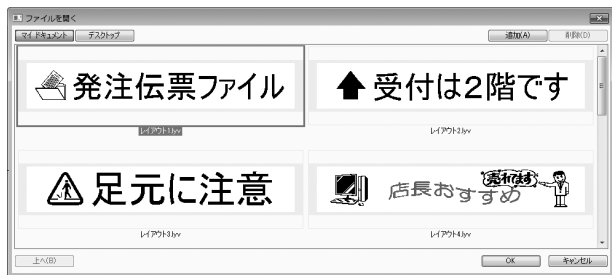 ファイルを開く
マイ ドキュメント デスクトップ 追加(A) 削除(D)
発注伝票ファイル
受付は2階です
レイアウト1.lyv
レイアウト2.lyv
足元に注意
売れてます
店長おすすめ
レイアウト3.lyv
レイアウト4.lyv
上へ(B) OK キャンセル